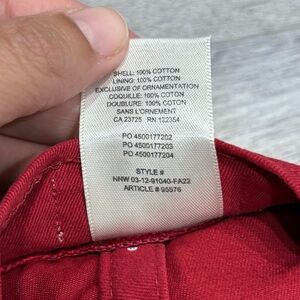 SHELL: 100% COTTON
LINING: 100% COTTON
EXCLUSIVE OF ORNAMENTATION
COQUILLE: 100% COTON
DOUBLURE: 100% COTON
SANS L'ORNEMENT
CA 23725 RN 122354
PO 4500177202
PO 4500177203
PO 4500177204
STYLE #
NNW 03-12-91040-FA22
ARTICLE # 95576